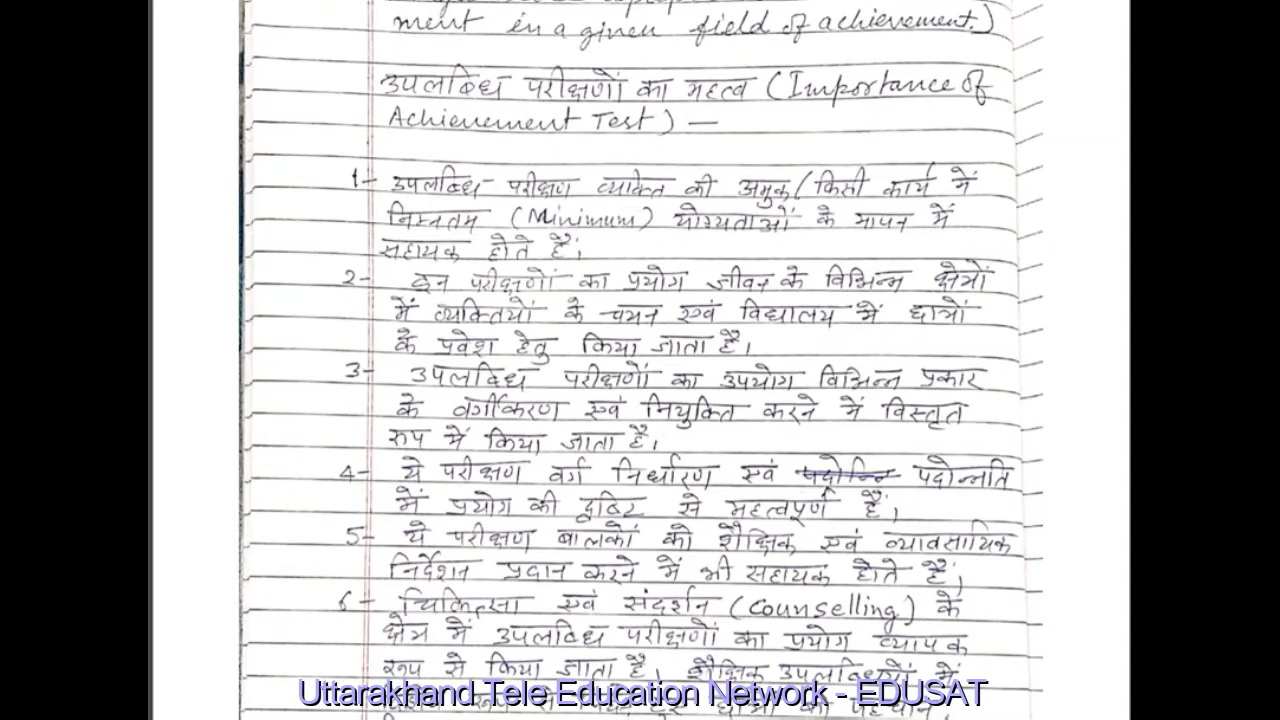 ment in a given field of achievement.)
उपलब्धि परीक्षणों का महत्व (Importance of
Achievement Test) —
1- उपलब्धि परीक्षण व्यक्ति की अमुक / किसी कार्य में
निम्नतम (Minimum) योग्यताओं के मापन में
सहायक होते हैं।
2- इन परीक्षणों का प्रयोग जीवन के विभिन्न क्षेत्रों
में व्यक्तियों के चयन एवं विद्यालय में छात्रों
के प्रवेश हेतु किया जाता है।
3- उपलब्धि परीक्षणों का उपयोग विभिन्न प्रकार
के वर्गीकरण एवं नियुक्ति करने में विस्तृत
रुप में किया जाता है।
4- ये परीक्षण वर्ग निर्धारण एवं पदोन्नति
में प्रयोग की दृष्टि से महत्वपूर्ण हैं।
5- ये परीक्षण बालकों को शैक्षिक एवं व्यावसायिक
निर्देशन प्रदान करने में भी सहायक होते हैं।
6- चिकित्सा एवं संदर्शन (Counselling) के
क्षेत्र में उपलब्धि परीक्षणों का प्रयोग व्यापक
रूप से किया जाता है। शैक्षिक उपलब्धियों में
Uttarakhand Tele Education Network - EDUSAT